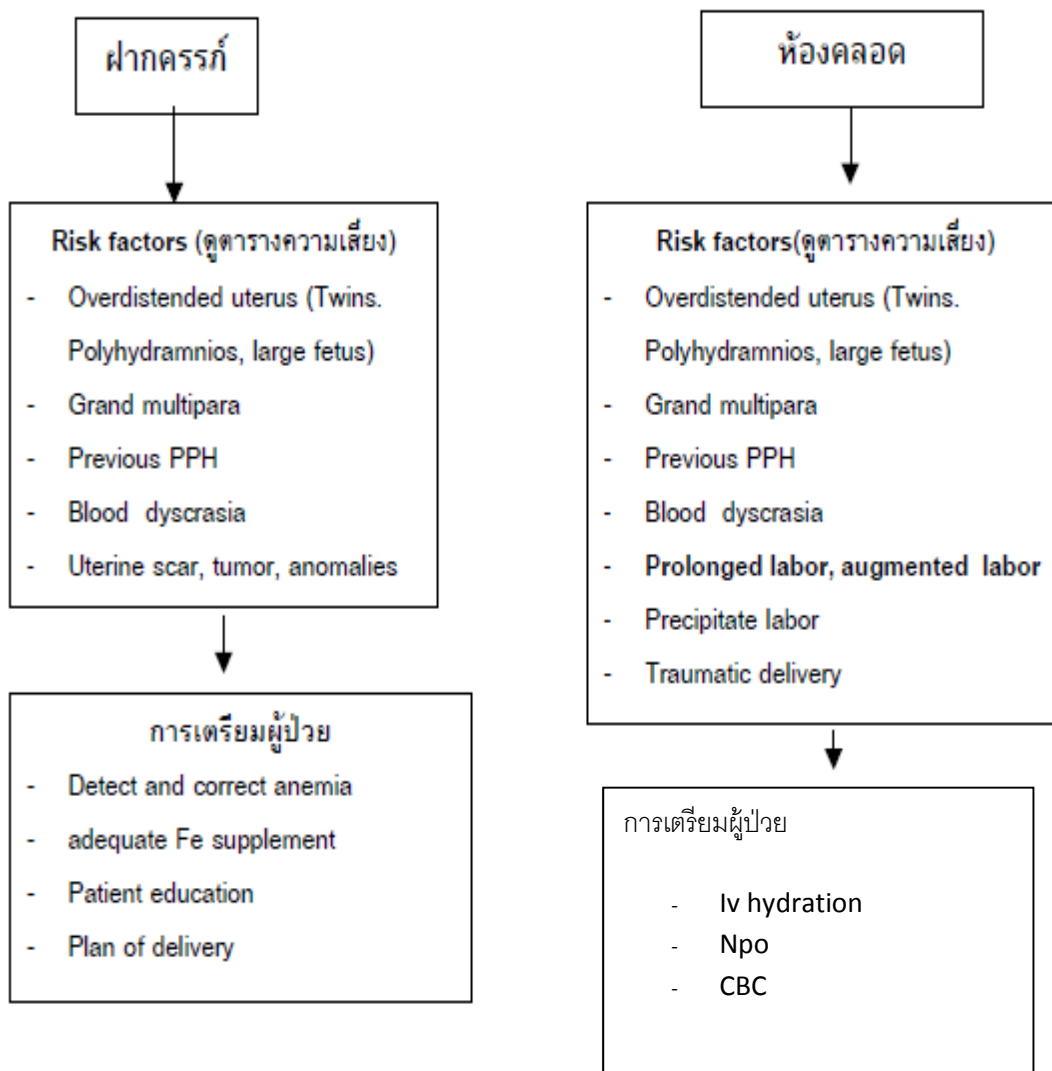 ฝากครรภ์
Risk factors (ดูตารางความเสี่ยง)
- Overdistended uterus (Twins.
Polyhydramnios, large fetus)
- Grand multipara
- Previous PPH
- Blood dyscrasia
- Uterine scar, tumor, anomalies
การเตรียมผู้ป่วย
- Detect and correct anemia
- adequate Fe supplement
- Patient education
- Plan of delivery
ห้องคลอด
Risk factors(ดูตารางความเสี่ยง)
- Overdistended uterus (Twins.
Polyhydramnios, large fetus)
- Grand multipara
- Previous PPH
- Blood dyscrasia
- Prolonged labor, augmented labor
- Precipitate labor
- Traumatic delivery
การเตรียมผู้ป่วย
- Iv hydration
- Npo
- CBC